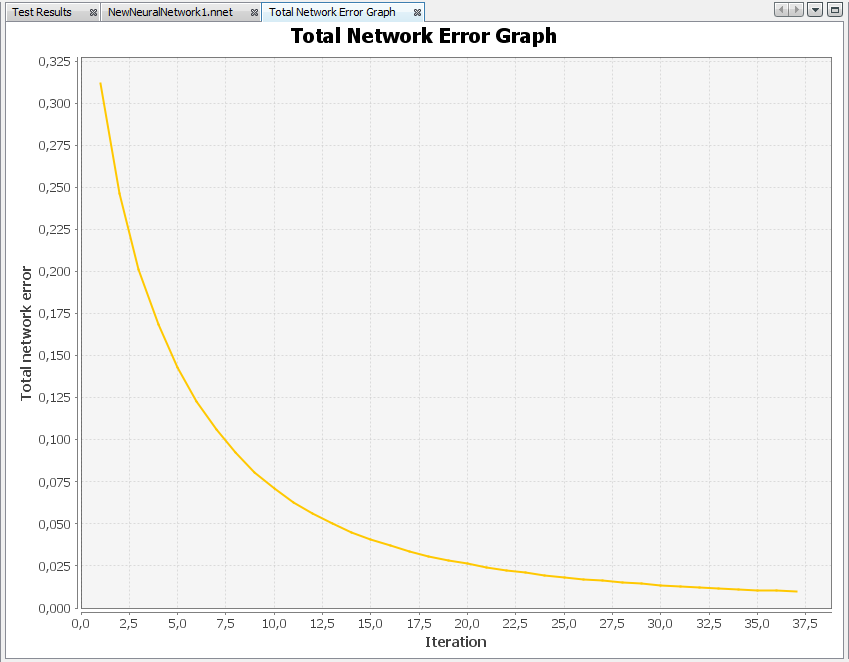 Test Results NewNeuralNetwork1.nnet Total Network Error Graph
Total Network Error Graph
0,325
0,300
0,275
0,250
0,225
0,200
0,175
0,150
0,125
0,100
0,075
0,050
0,025
0,000
Total network error
0,0 2,5 5,0 7,5 10,0 12,5 15,0 17,5 20,0 22,5 25,0 27,5 30,0 32,5 35,0 37,5
Iteration